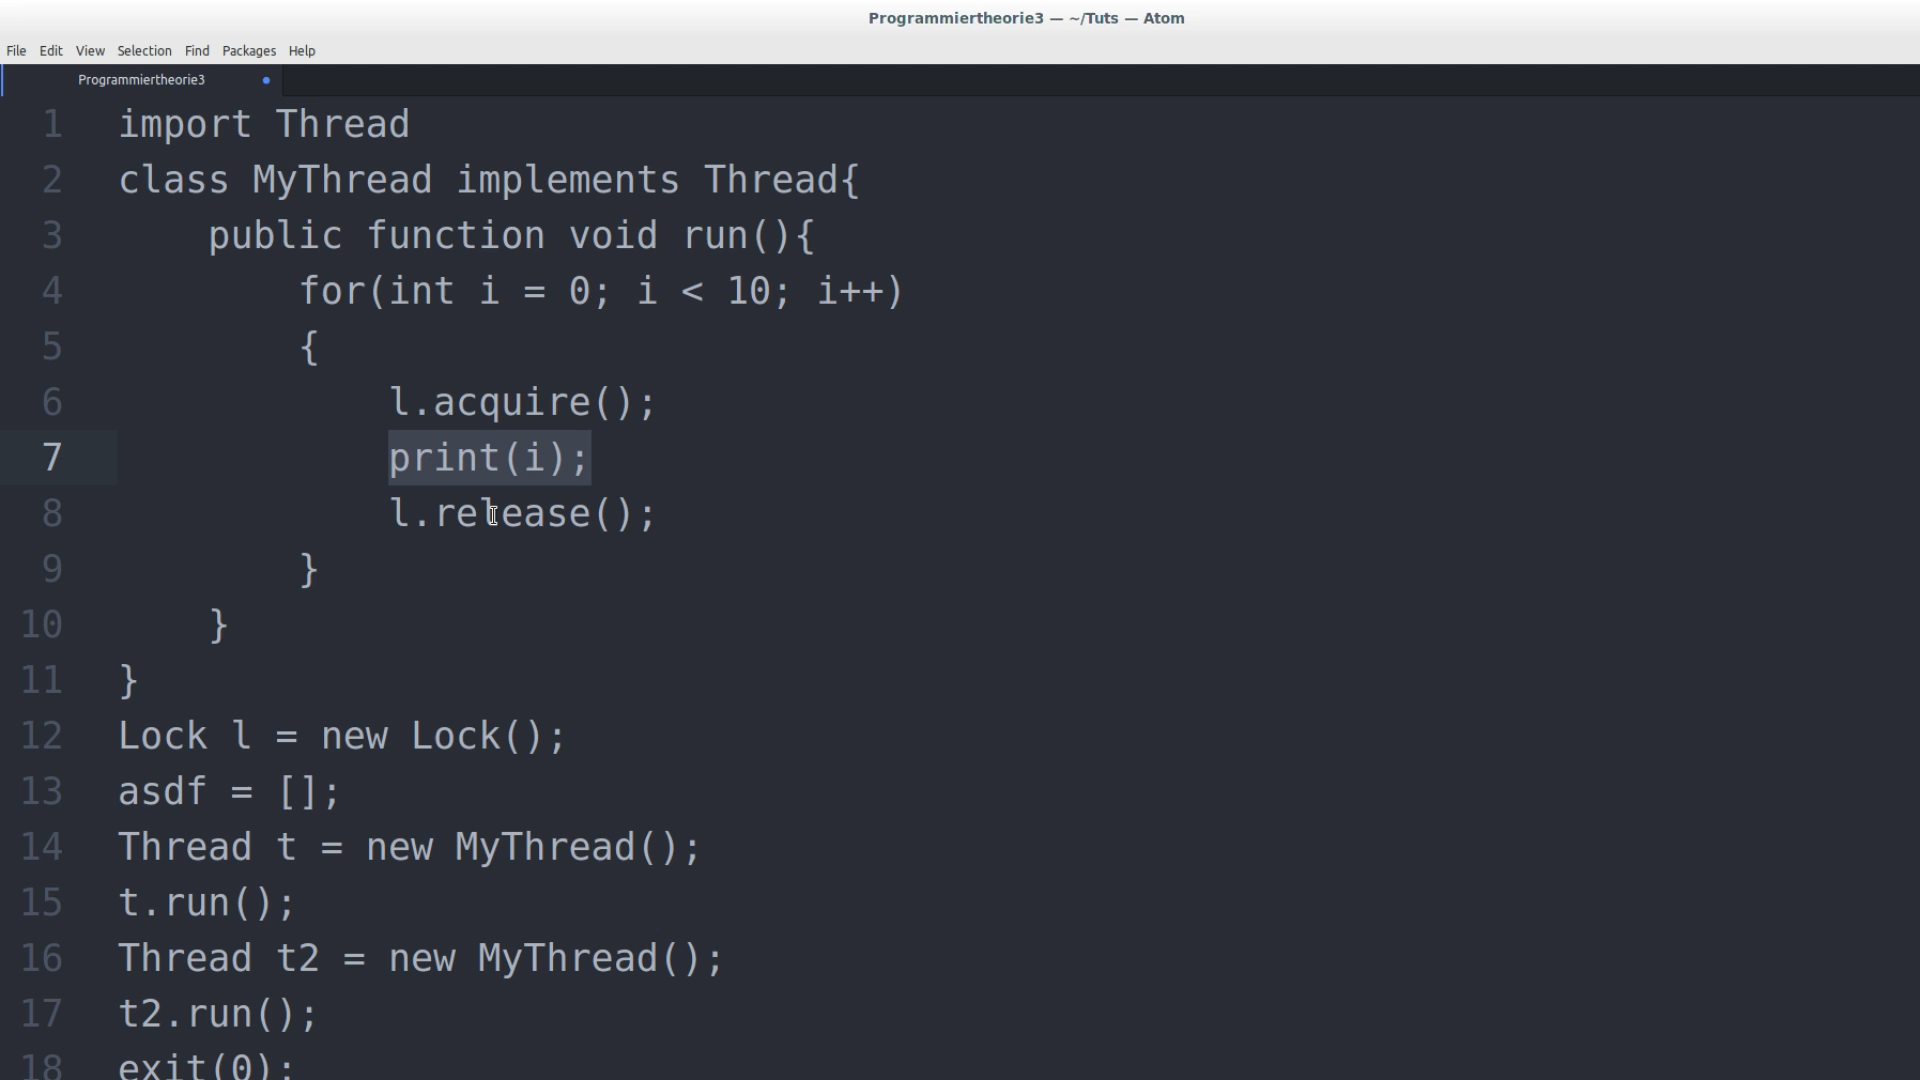 Programmiertheorie3 — ~/Tuts — Atom
File Edit View Selection Find Packages Help
Programmiertheorie3
1 import Thread
2 class MyThread implements Thread{
3 public function void run(){
4 for(int i = 0; i < 10; i++)
5 {
6 l.acquire();
7 print(i);
8 l.release();
9 }
10 }
11 }
12 Lock l = new Lock();
13 asdf = [];
14 Thread t = new MyThread();
15 t.run();
16 Thread t2 = new MyThread();
17 t2.run();
18 exit(0);